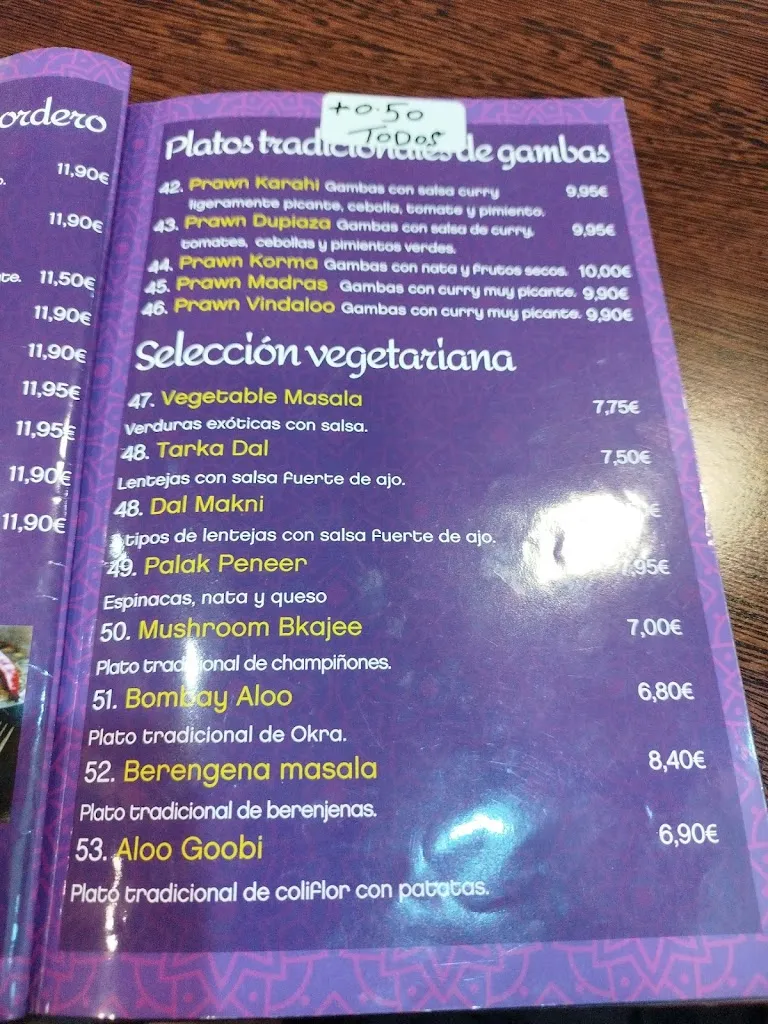 ordero
11,90€
11,90€
te. 11,50€
11,90€
11,90€
11,95€
11,95€
11,90€
11,90€
+0.50
TODOS
Platos tradicionales de gambas
42. Prawn Karahi Gambas con salsa curry 9,95€
ligeramente picante, cebolla, tomate y pimiento.
43. Prawn Dupiaza Gambas con salsa de curry, 9,95€
tomates, cebollas y pimientos verdes.
44. Prawn Korma Gambas con nata y frutos secos. 10,00€
45. Prawn Madras Gambas con curry muy picante. 9,90€
46. Prawn Vindaloo Gambas con curry muy picante. 9,90€
Selección vegetariana
47. Vegetable Masala 7,75€
Verduras exóticas con salsa.
48. Tarka Dal 7,50€
Lentejas con salsa fuerte de ajo.
48. Dal Makni
tipos de lentejas con salsa fuerte de ajo.
49. Palak Peneer 7,95€
Espinacas, nata y queso
50. Mushroom Bkajee 7,00€
Plato tradicional de champiñones.
51. Bombay Aloo 6,80€
Plato tradicional de Okra.
52. Berengena masala 8,40€
Plato tradicional de berenjenas.
53. Aloo Goobi 6,90€
Plato tradicional de coliflor con patatas.